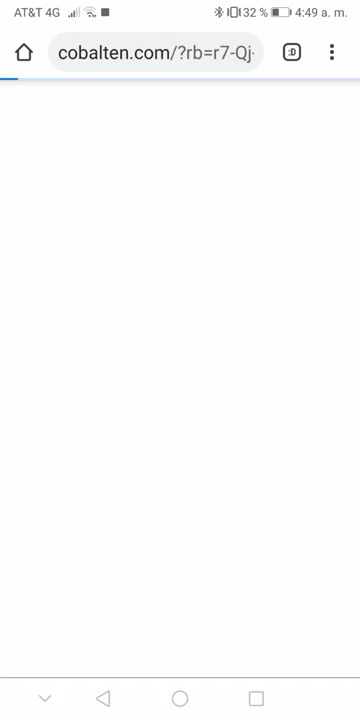 AT&T 4G 32 % 4:49 a. m.
cobalten.com/?rb=r7-Qj- :D